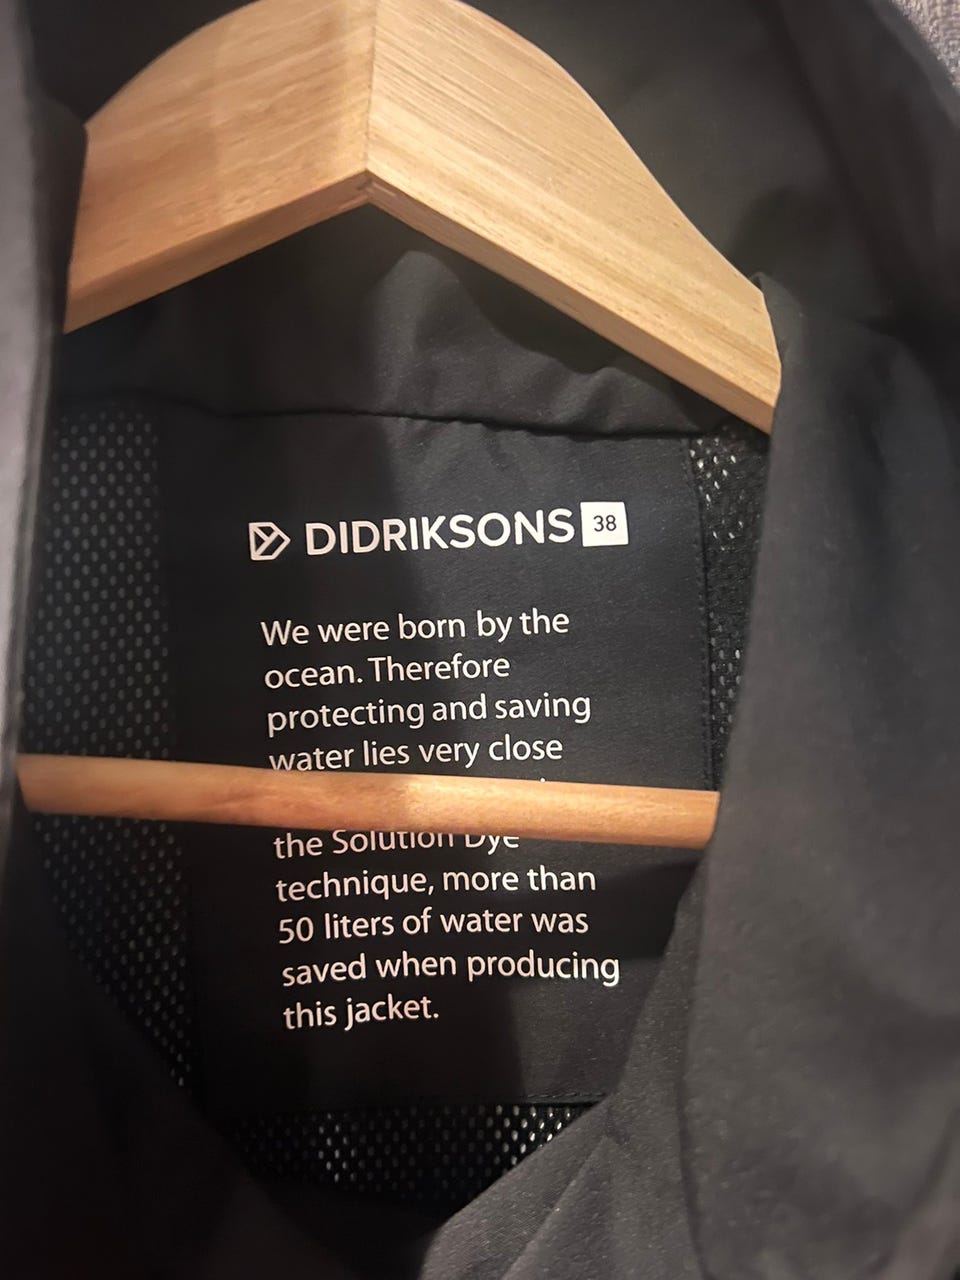 DIDRIKSONS 38
We were born by the
ocean. Therefore
protecting and saving
water lies very close
the Solution Dye
technique, more than
50 liters of water was
saved when producing
this jacket.